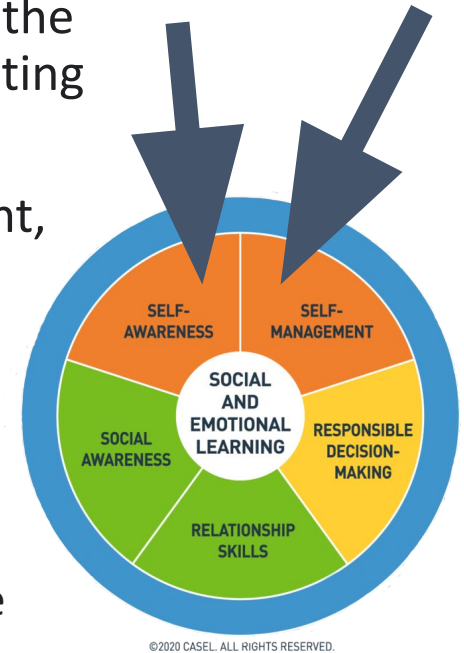 the
ting
nt,
SELF-
AWARENESS
SELF-
MANAGEMENT
SOCIAL
AND
EMOTIONAL
LEARNING
SOCIAL
AWARENESS
RESPONSIBLE
DECISION-
MAKING
RELATIONSHIP
SKILLS
e
©2020 CASEL. ALL RIGHTS RESERVED.